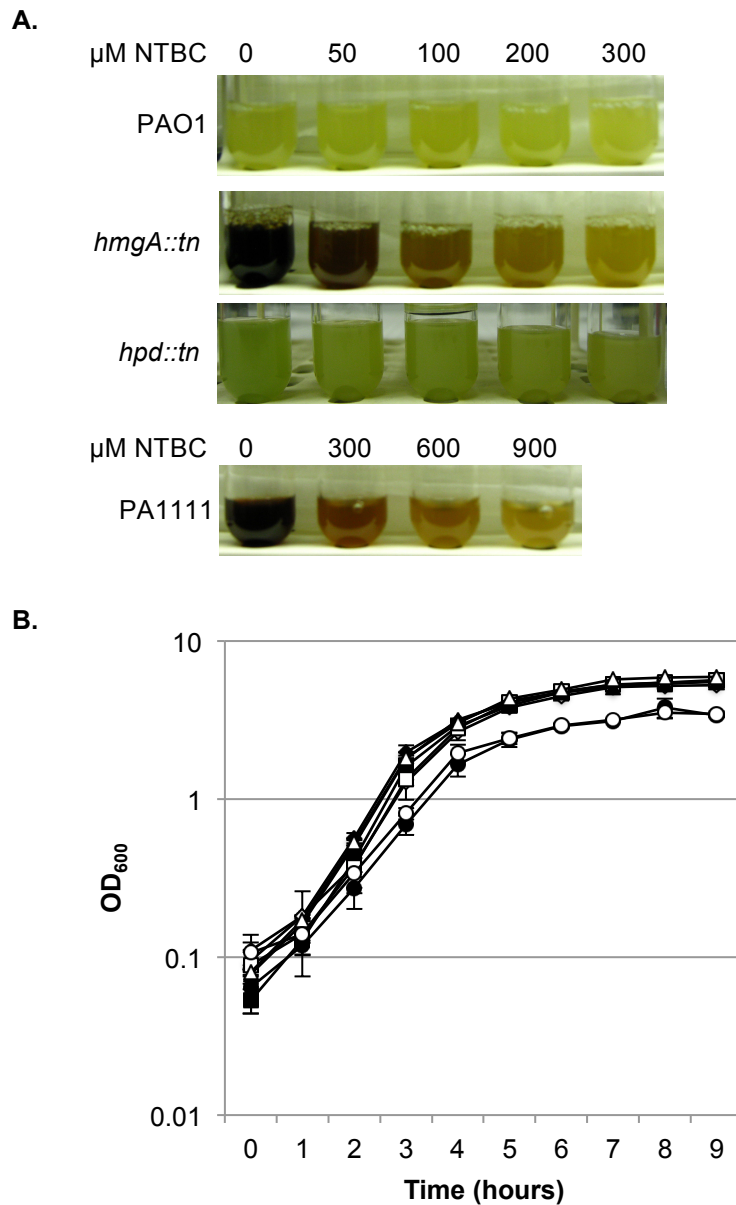 A.
µM NTBC 0 50 100 200 300
PAO1
hmgA::tn
hpd::tn
µM NTBC 0 300 600 900
PA1111
B.
10
1
0.1
0.01
OD600
0 1 2 3 4 5 6 7 8 9
Time (hours)